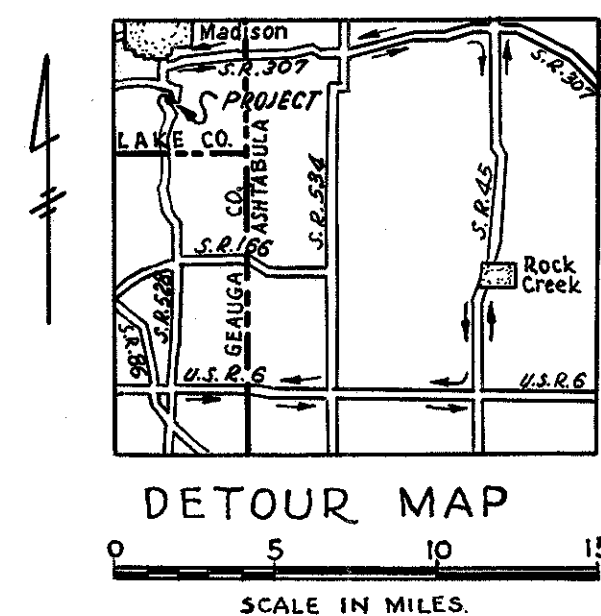 Madison
S.R.307
S.R.307
PROJECT
LAKE CO.
ASHTABULA
CO.
GEAUGA
S.R.534
S.R.45
S.R.166
Rock
Creek
S.R.528
S.R.86
U.S.R.6
U.S.R.6
DETOUR MAP
0 5 10 15
SCALE IN MILES.